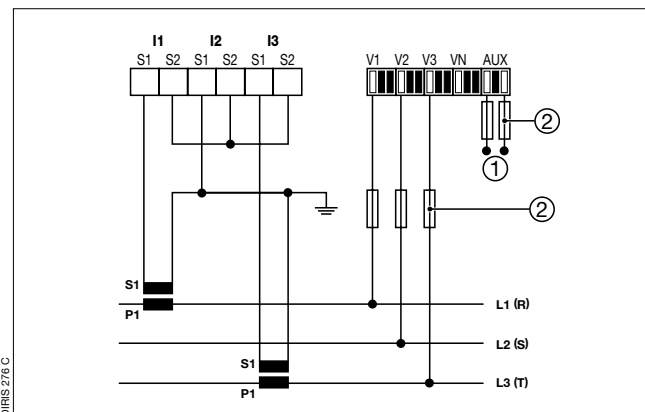 I1 I2 I3
S1 S2 S1 S2 S1 S2
V1 V2 V3 VN AUX
2
1
2
S1
P1
L1 (R)
L2 (S)
S1
P1
L3 (T)
DIRIS 276 C